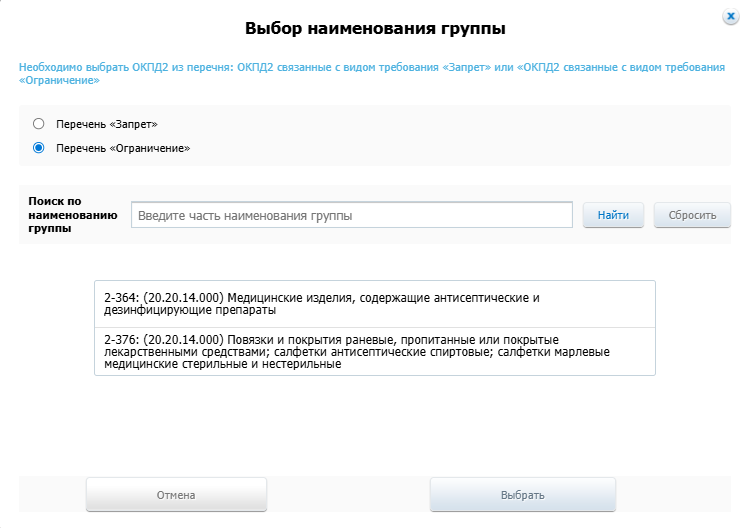 Выбор наименования группы
Необходимо выбрать ОКПД2 из перечня: ОКПД2 связанные с видом требования «Запрет» или «ОКПД2 связанные с видом требования
«Ограничение»
Перечень «Запрет»
Перечень «Ограничение»
Поиск по
наименованию
группы
Введите часть наименования группы
Найти
Сбросить
2-364: (20.20.14.000) Медицинские изделия, содержащие антисептические и
дезинфицирующие препараты
2-376: (20.20.14.000) Повязки и покрытия раневые, пропитанные или покрытые
лекарственными средствами; салфетки антисептические спиртовые; салфетки марлевые
медицинские стерильные и нестерильные
Отмена
Выбрать